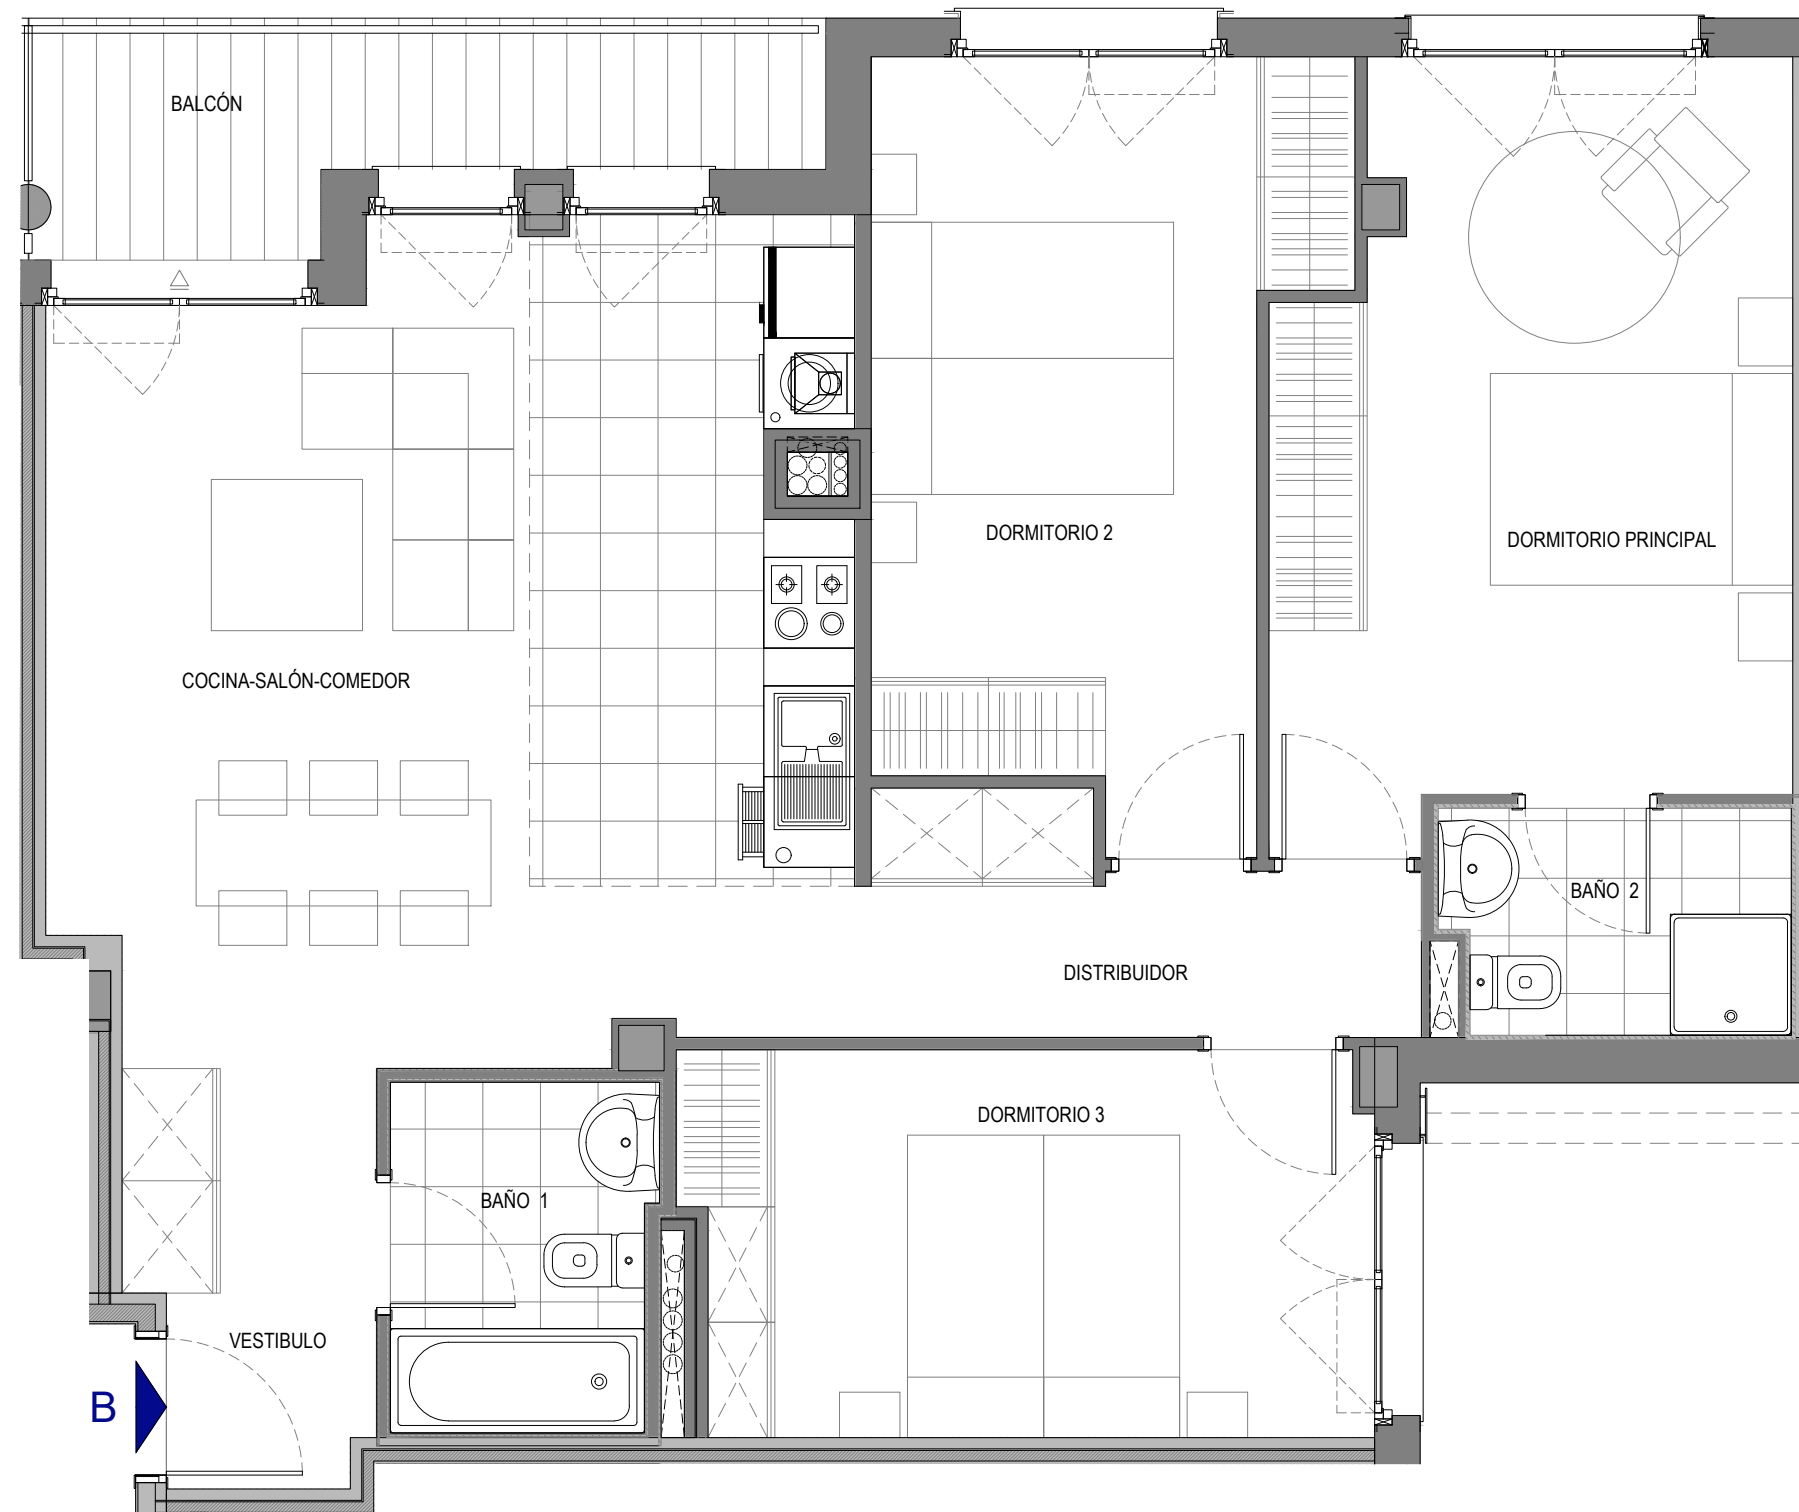 BALCÓN
DORMITORIO 2
DORMITORIO PRINCIPAL
COCINA-SALÓN-COMEDOR
BAÑO 2
DISTRIBUIDOR
DORMITORIO 3
BAÑO 1
VESTIBULO
B